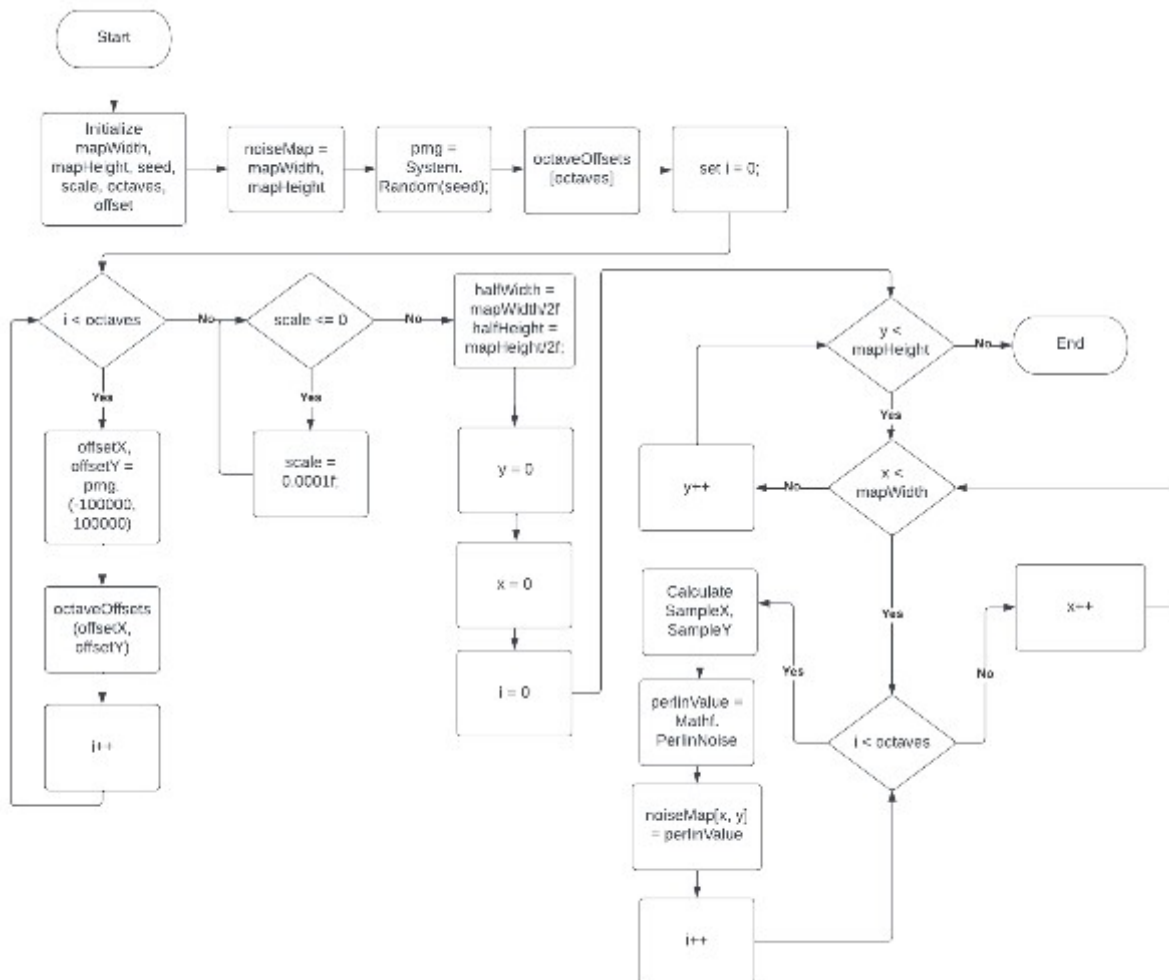 Start
Initialize
mapWidth,
mapHeight, seed,
scale, octaves,
offset
noiseMap =
mapWidth,
mapHeight
prng =
System.
Random(seed);
octaveOffsets
[octaves]
set i = 0;
i < octaves
No
scale <= 0
No
halfWidth =
mapWidth/2f
halfHeight =
mapHeight/2f;
Yes
offsetX,
offsetY =
prng.
(-100000,
100000)
octaveOffsets
(offsetX,
offsetY)
i++
Yes
scale =
0.0001f;
y = 0
x = 0
i = 0
y <
mapHeight
No
End
Yes
x <
mapWidth
No
y++
Yes
i < octaves
No
x++
Yes
Calculate
SampleX,
SampleY
perlinValue =
Mathf.
PerlinNoise
noiseMap[x, y]
= perlinValue
i++